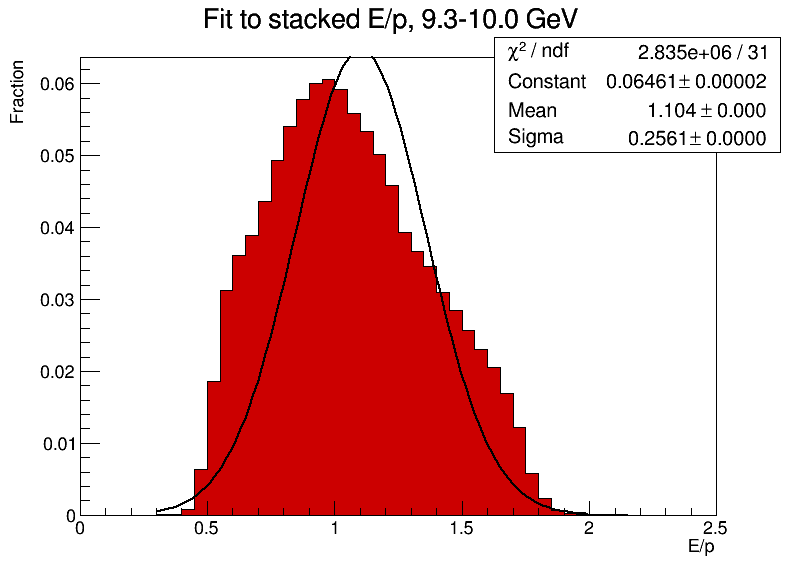 Fit to stacked E/p, 9.3-10.0 GeV
χ² / ndf 2.835e+06 / 31
Constant 0.06461± 0.00002
Mean 1.104 ± 0.000
Sigma 0.2561± 0.0000
Fraction
0.06
0.05
0.04
0.03
0.02
0.01
0
0 0.5 1 1.5 2 2.5
E/p